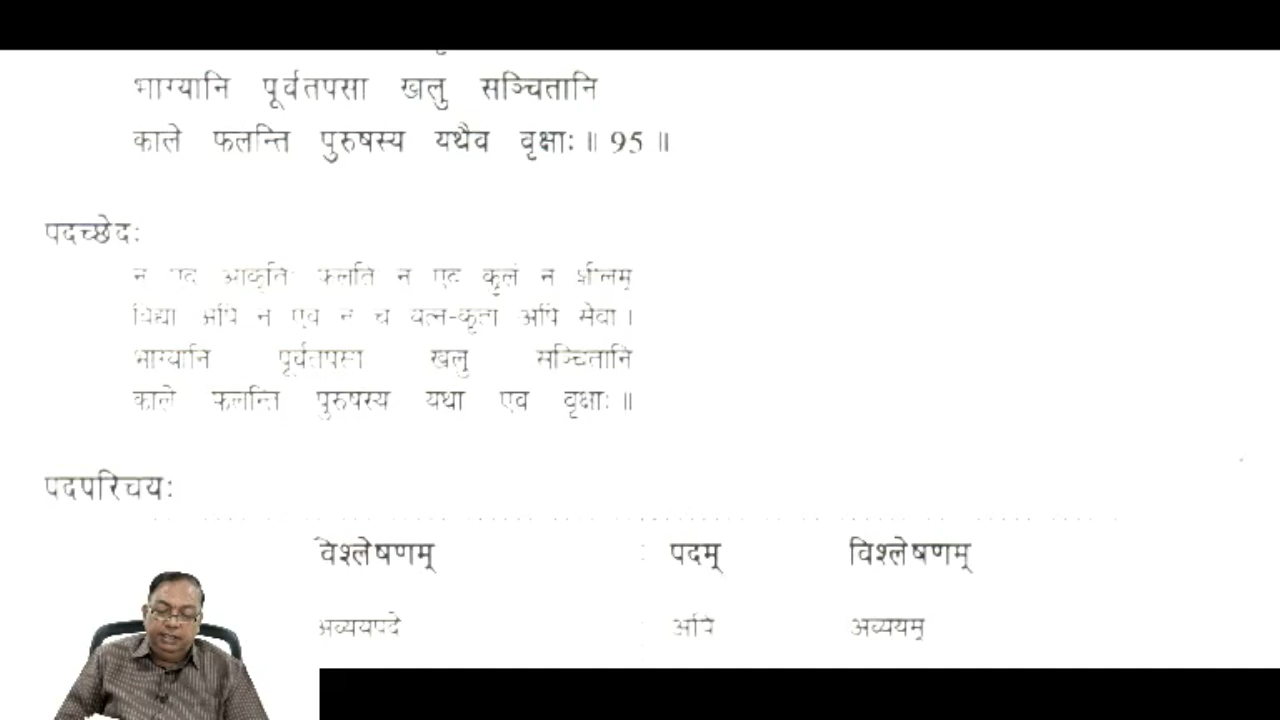 भाग्यानि पूर्वतपसा खलु सञ्चितानि
काले फलन्ति पुरुषस्य यथैव वृक्षाः ॥ 95 ॥
पदच्छेदः
न एव आकृतिः फलति न एव कुलं न शीलम्
विद्या अपि न एव न च यत्न-कृता अपि सेवा ।
भाग्यानि पूर्वतपसा खलु सञ्चितानि
काले फलन्ति पुरुषस्य यथा एव वृक्षाः ॥
पदपरिचयः
विश्लेषणम् : पदम् विश्लेषणम्
अव्ययपदे अपि अव्ययम्